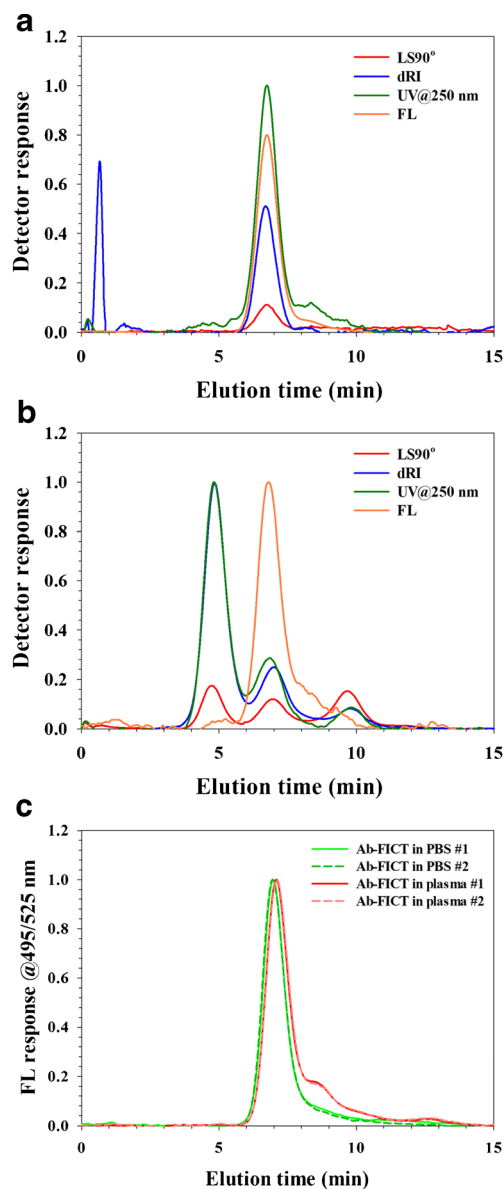 a
LS90°
dRI
UV@250 nm
FL
Detector response
1.2
1.0
0.8
0.6
0.4
0.2
0.0
0 5 10 15
Elution time (min)
b
LS90°
dRI
UV@250 nm
FL
Detector response
1.2
1.0
0.8
0.6
0.4
0.2
0.0
0 5 10 15
Elution time (min)
c
Ab-FICT in PBS #1
Ab-FICT in PBS #2
Ab-FICT in plasma #1
Ab-FICT in plasma #2
FL response @495/525 nm
1.2
1.0
0.8
0.6
0.4
0.2
0.0
0 5 10 15
Elution time (min)